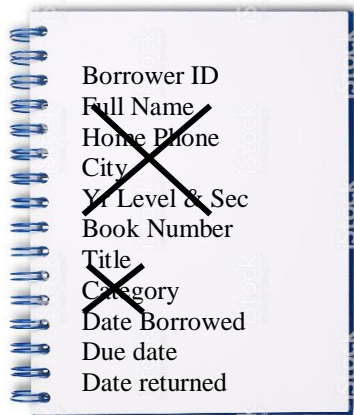 Borrower ID
Full Name
Home Phone
City
Yr Level & Sec
Book Number
Title
Category
Date Borrowed
Due date
Date returned